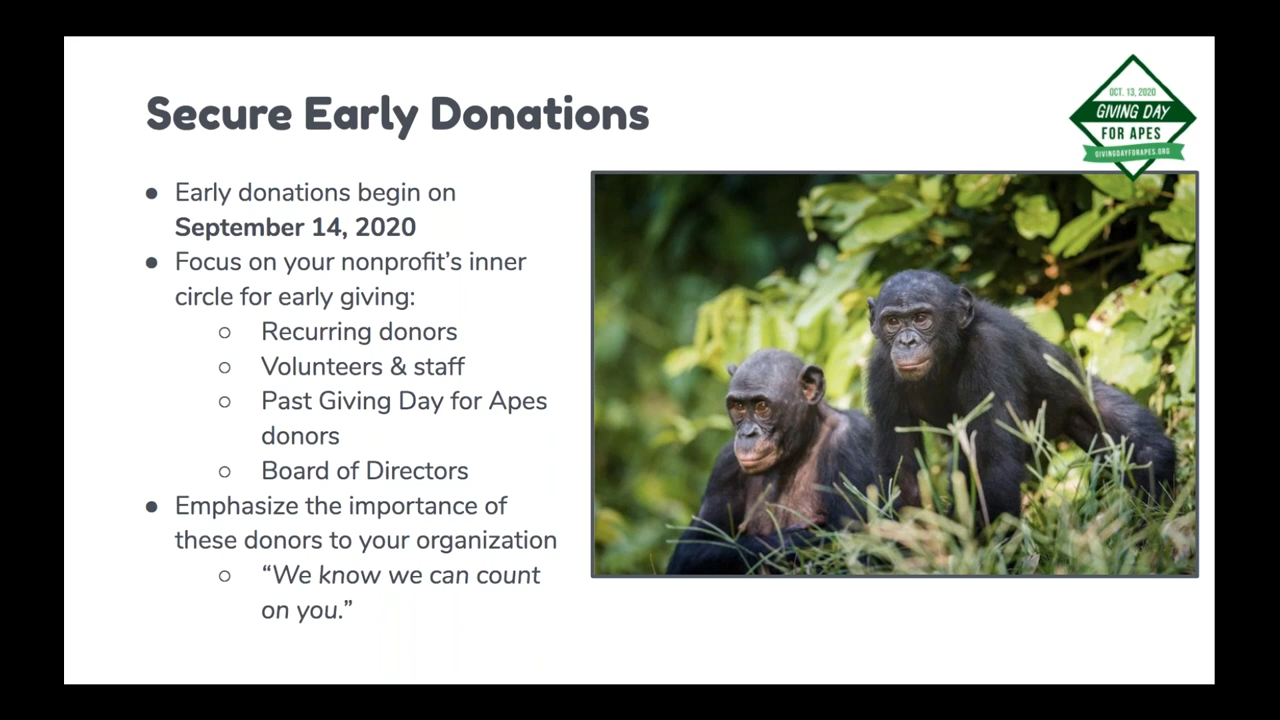 Secure Early Donations
OCT. 13, 2020
GIVING DAY
FOR APES
GIVINGDAYFORAPES.ORG
● Early donations begin on
September 14, 2020
● Focus on your nonprofit’s inner
circle for early giving:
○ Recurring donors
○ Volunteers & staff
○ Past Giving Day for Apes
donors
○ Board of Directors
● Emphasize the importance of
these donors to your organization
○ “We know we can count
on you.”